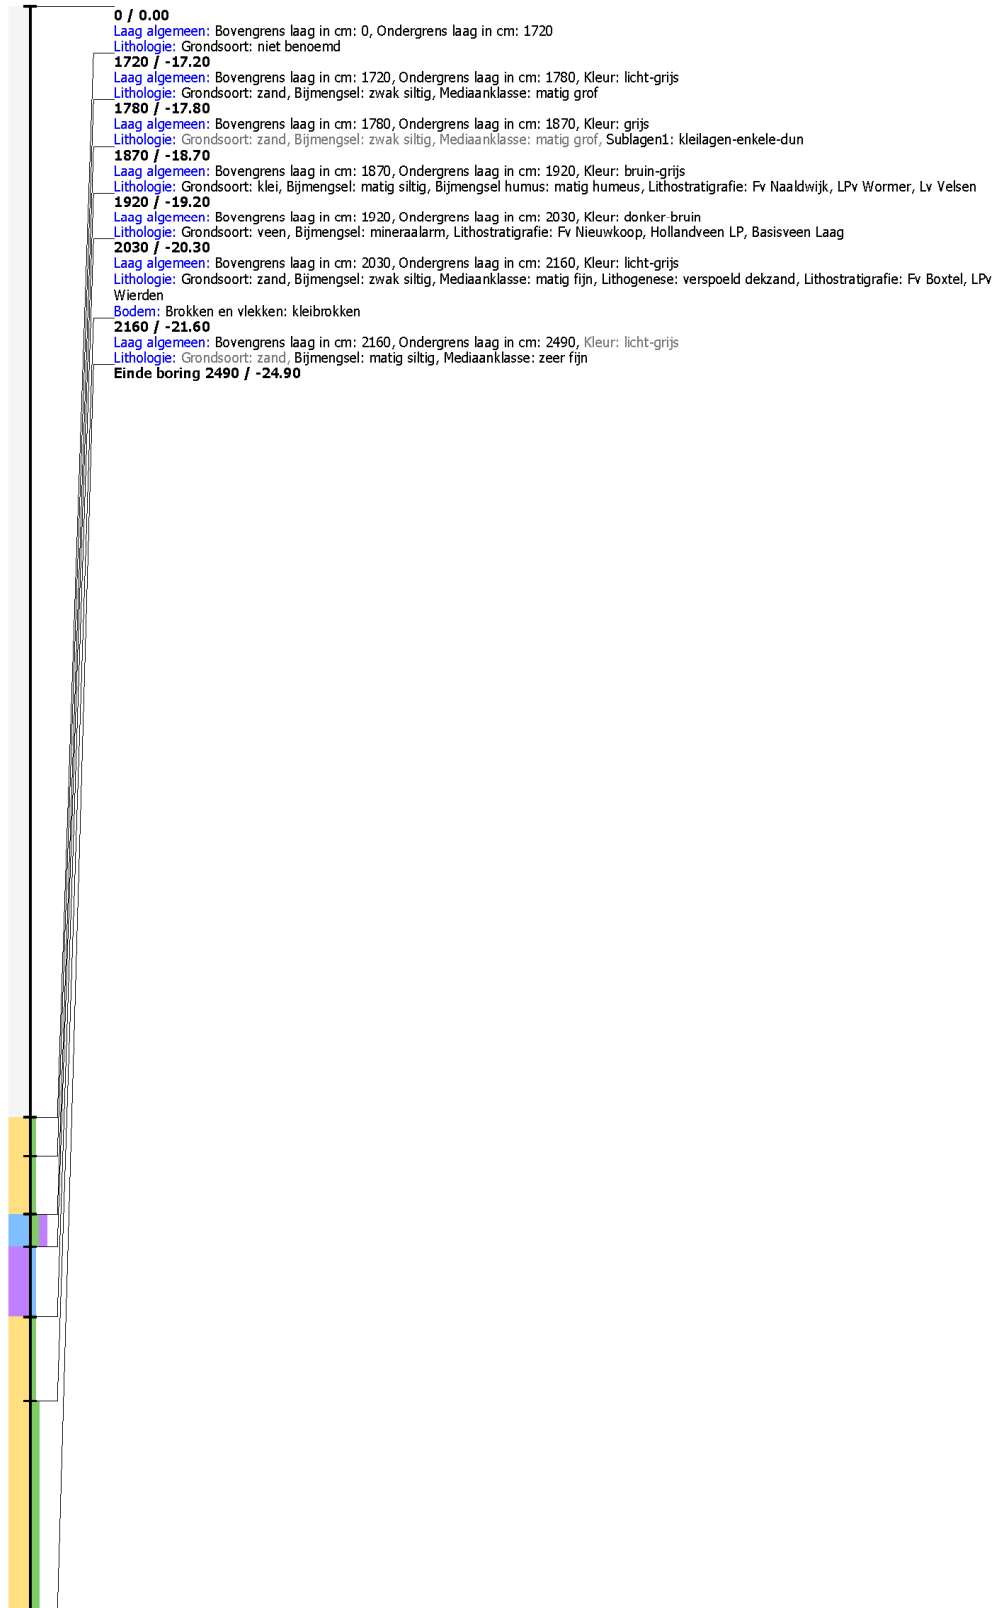 0 / 0.00
Laag algemeen: Bovengrens laag in cm: 0, Ondergrens laag in cm: 1720
Lithologie: Grondsoort: niet benoemd
1720 / -17.20
Laag algemeen: Bovengrens laag in cm: 1720, Ondergrens laag in cm: 1780, Kleur: licht-grijs
Lithologie: Grondsoort: zand, Bijmengsel: zwak siltig, Mediaanklasse: matig grof
1780 / -17.80
Laag algemeen: Bovengrens laag in cm: 1780, Ondergrens laag in cm: 1870, Kleur: grijs
Lithologie: Grondsoort: zand, Bijmengsel: zwak siltig, Mediaanklasse: matig grof, Sublagen1: kleilagen-enkele-dun
1870 / -18.70
Laag algemeen: Bovengrens laag in cm: 1870, Ondergrens laag in cm: 1920, Kleur: bruin-grijs
Lithologie: Grondsoort: klei, Bijmengsel: matig siltig, Bijmengsel humus: matig humeus, Lithostratigrafie: Fv Naaldwijk, LPv Wormer, Lv Velsen
1920 / -19.20
Laag algemeen: Bovengrens laag in cm: 1920, Ondergrens laag in cm: 2030, Kleur: donker-bruin
Lithologie: Grondsoort: veen, Bijmengsel: mineraalarm, Lithostratigrafie: Fv Nieuwkoop, Hollandveen LP, Basisveen Laag
2030 / -20.30
Laag algemeen: Bovengrens laag in cm: 2030, Ondergrens laag in cm: 2160, Kleur: licht-grijs
Lithologie: Grondsoort: zand, Bijmengsel: zwak siltig, Mediaanklasse: matig fijn, Lithogenese: verspoeld dekzand, Lithostratigrafie: Fv Boxtel, LPv
Wierden
Bodem: Brokken en vlekken: kleibrokken
2160 / -21.60
Laag algemeen: Bovengrens laag in cm: 2160, Ondergrens laag in cm: 2490, Kleur: licht-grijs
Lithologie: Grondsoort: zand, Bijmengsel: matig siltig, Mediaanklasse: zeer fijn
Einde boring 2490 / -24.90